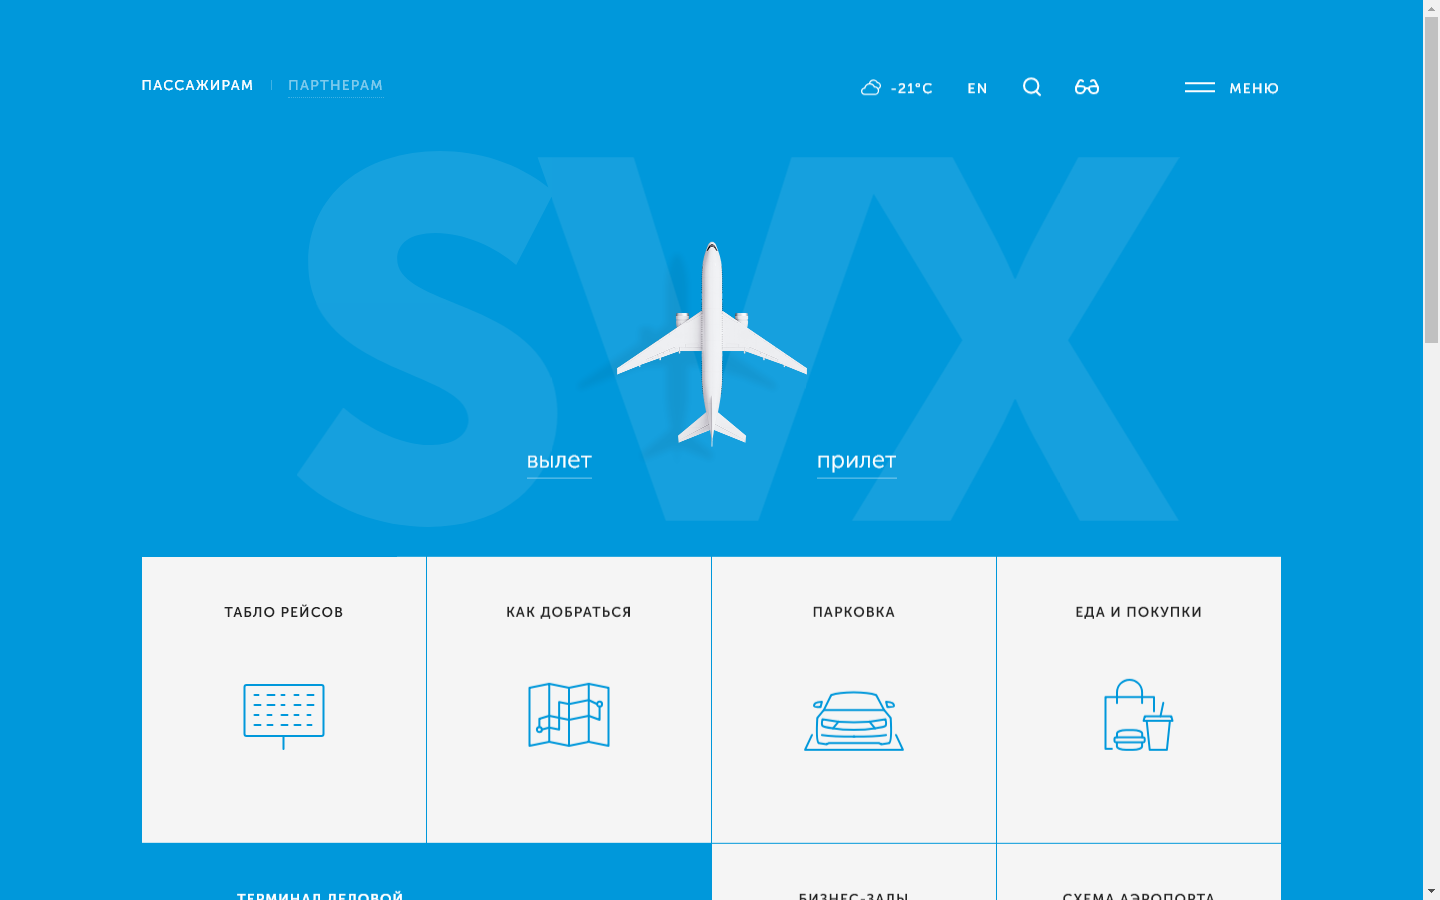 ПАССАЖИРАМ
ПАРТНЕРАМ
-21°C
EN
МЕНЮ
SVX
вылет
прилет
ТАБЛО РЕЙСОВ
КАК ДОБРАТЬСЯ
ПАРКОВКА
ЕДА И ПОКУПКИ
ТЕРМИНАЛ ДЕЛОВОЙ
БИЗНЕС-ЗАЛЫ
СХЕМА АЭРОПОРТА